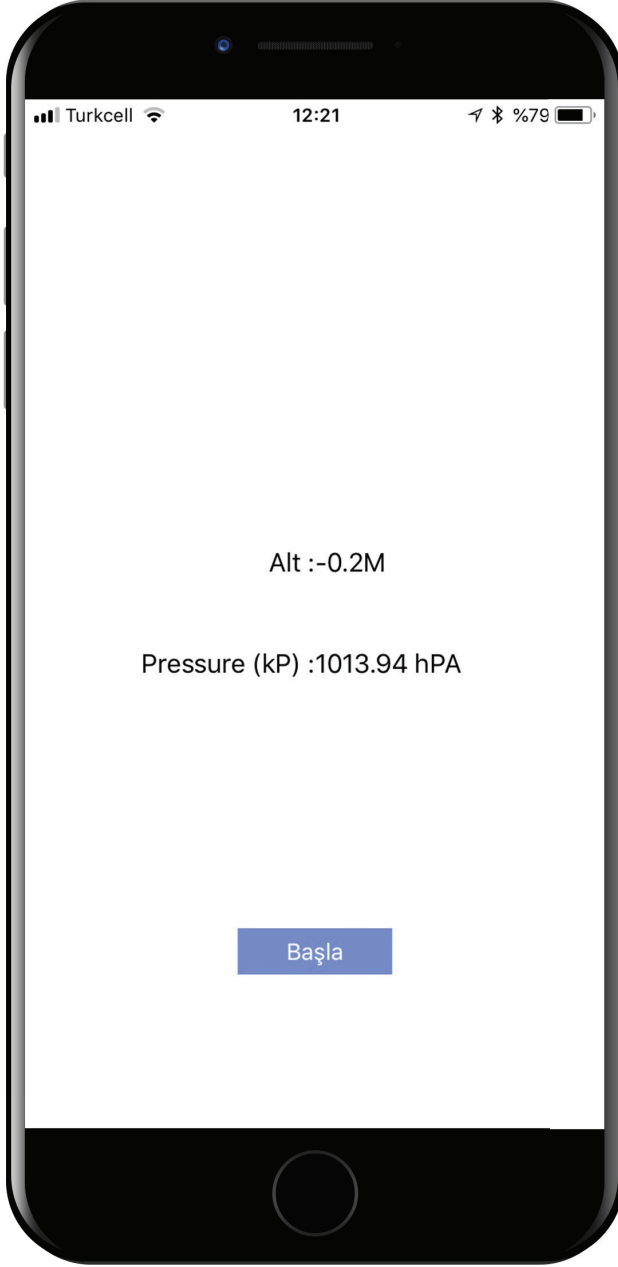 Turkcell 12:21 %79
Alt :-0.2M
Pressure (kP) :1013.94 hPA
Başla